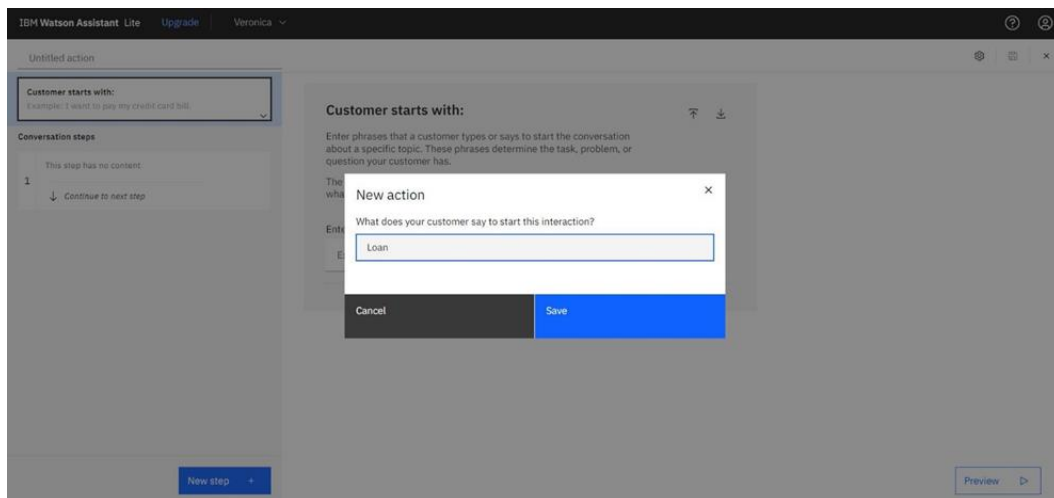 IBM Watson Assistant Lite Upgrade Veronica
Untitled action
Customer starts with:
Example: I want to pay my credit card bill.
Conversation steps
This step has no content.
1
Continue to next step
New step +
Customer starts with:
Enter phrases that a customer types or says to start the conversation
about a specific topic. These phrases determine the task, problem, or
question your customer has.
The
wha
Ente
New action
What does your customer say to start this interaction?
Loan
Cancel
Save
Preview